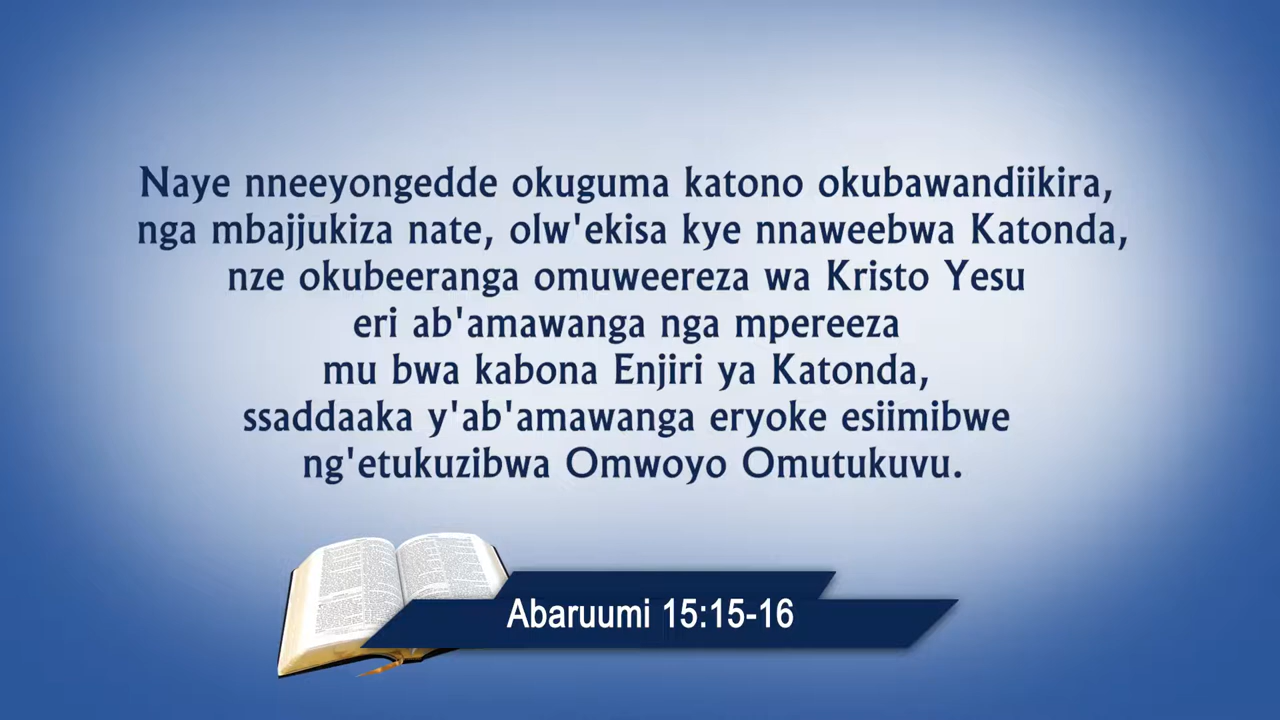 Naye nneeyongedde okuguma katono okubawandiikira,
nga mbajjukiza nate, olw'ekisa kye nnaweebwa Katonda,
nze okubeeranga omuweereza wa Kristo Yesu
eri ab'amawanga nga mpereeza
mu bwa kabona Enjiri ya Katonda,
ssaddaaka y'ab'amawanga eryoke esiimibwe
ng'etukuzibwa Omwoyo Omutukuvu.
Abaruumi 15:15-16